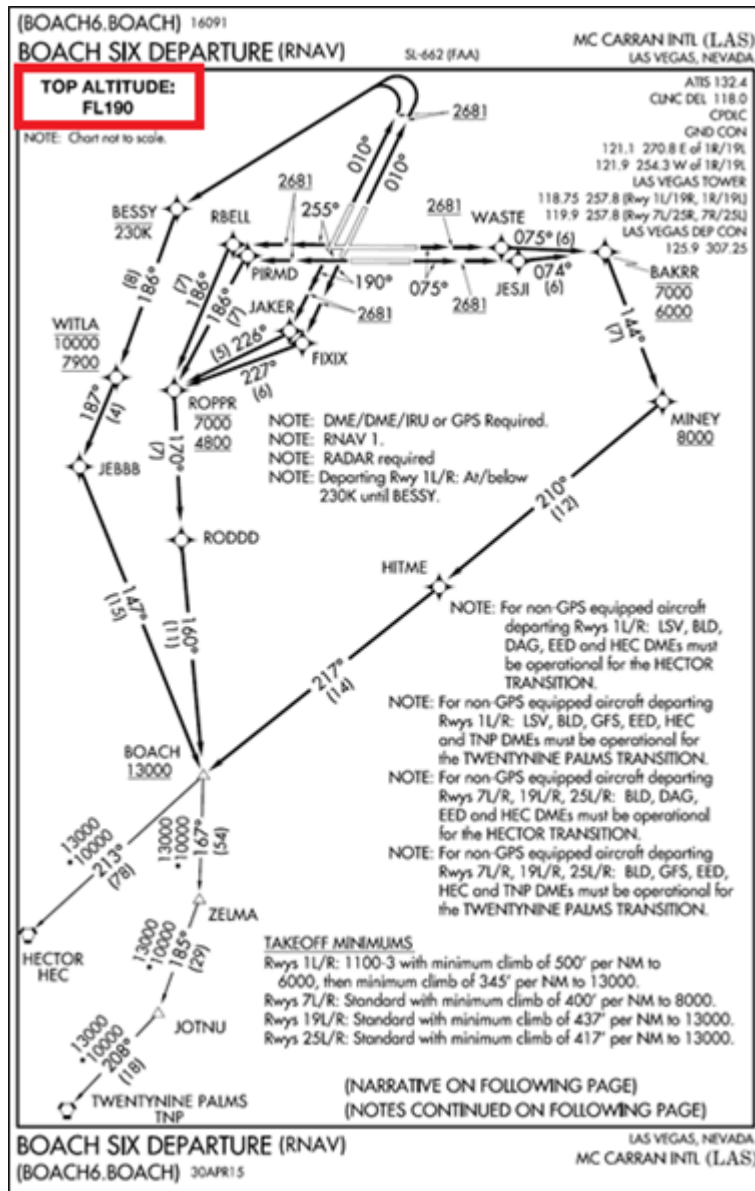 (BOACH6.BOACH) 16091
BOACH SIX DEPARTURE (RNAV)
SL-662 (FAA)
MC CARRAN INTL (LAS)
LAS VEGAS, NEVADA
TOP ALTITUDE:
FL190
NOTE: Chart not to scale.
ATIS 132.4
CLNC DEL 118.0
CPDLC
GND CON
121.1 270.8 E of 1R/19L
121.9 254.3 W of 1R/19L
LAS VEGAS TOWER
118.75 257.8 (Rwy 1L/19R, 1R/19L)
119.9 257.8 (Rwy 7L/25R, 7R/25L)
LAS VEGAS DEP CON
125.9 307.25
2681
010°
010°
BESSY
230K
RBELL
2681
255°
2681
WASTE
075° (6)
PIRMD
190°
075°
2681
JESJI
074°
(6)
BAKRR
7000
6000
(8)
186°
(7)
186°
186°
(7)
JAKER
2681
FIXIX
(5) 226°
227°
(6)
144°
(7)
WITLA
10000
7900
187°
(4)
ROPPR
7000
4800
MINEY
8000
JEBBB
170°
(7)
NOTE: DME/DME/IRU or GPS Required.
NOTE: RNAV 1.
NOTE: RADAR required
NOTE: Departing Rwy 1L/R: At/below
230K until BESSY.
210°
(12)
RODDD
HITME
147°
(15)
169°
(11)
217°
(14)
NOTE: For non-GPS equipped aircraft
departing Rwys 1L/R: LSV, BLD,
DAG, EED and HEC DMEs must
be operational for the HECTOR
TRANSITION.
NOTE: For non-GPS equipped aircraft departing
Rwys 1L/R: LSV, BLD, GFS, EED, HEC
and TNP DMEs must be operational for
the TWENTYNINE PALMS TRANSITION.
NOTE: For non-GPS equipped aircraft departing
Rwys 7L/R, 19L/R, 25L/R: BLD, DAG,
EED and HEC DMEs must be operational
for the HECTOR TRANSITION.
NOTE: For non-GPS equipped aircraft departing
Rwys 7L/R, 19L/R, 25L/R: BLD, GFS, EED,
HEC and TNP DMEs must be operational for
the TWENTYNINE PALMS TRANSITION.
BOACH
13000
13000
*10000
213°
(78)
13000
*10000
167°
(54)
ZELMA
HECTOR
HEC
13000
*10000
185°
(29)
JOTNU
13000
*10000
208°
(18)
TWENTYNINE PALMS
TNP
TAKEOFF MINIMUMS
Rwys 1L/R: 1100-3 with minimum climb of 500' per NM to
6000, then minimum climb of 345' per NM to 13000.
Rwys 7L/R: Standard with minimum climb of 400' per NM to 8000.
Rwys 19L/R: Standard with minimum climb of 437' per NM to 13000.
Rwys 25L/R: Standard with minimum climb of 417' per NM to 13000.
(NARRATIVE ON FOLLOWING PAGE)
(NOTES CONTINUED ON FOLLOWING PAGE)
BOACH SIX DEPARTURE (RNAV)
(BOACH6.BOACH) 30APR15
LAS VEGAS, NEVADA
MC CARRAN INTL (LAS)